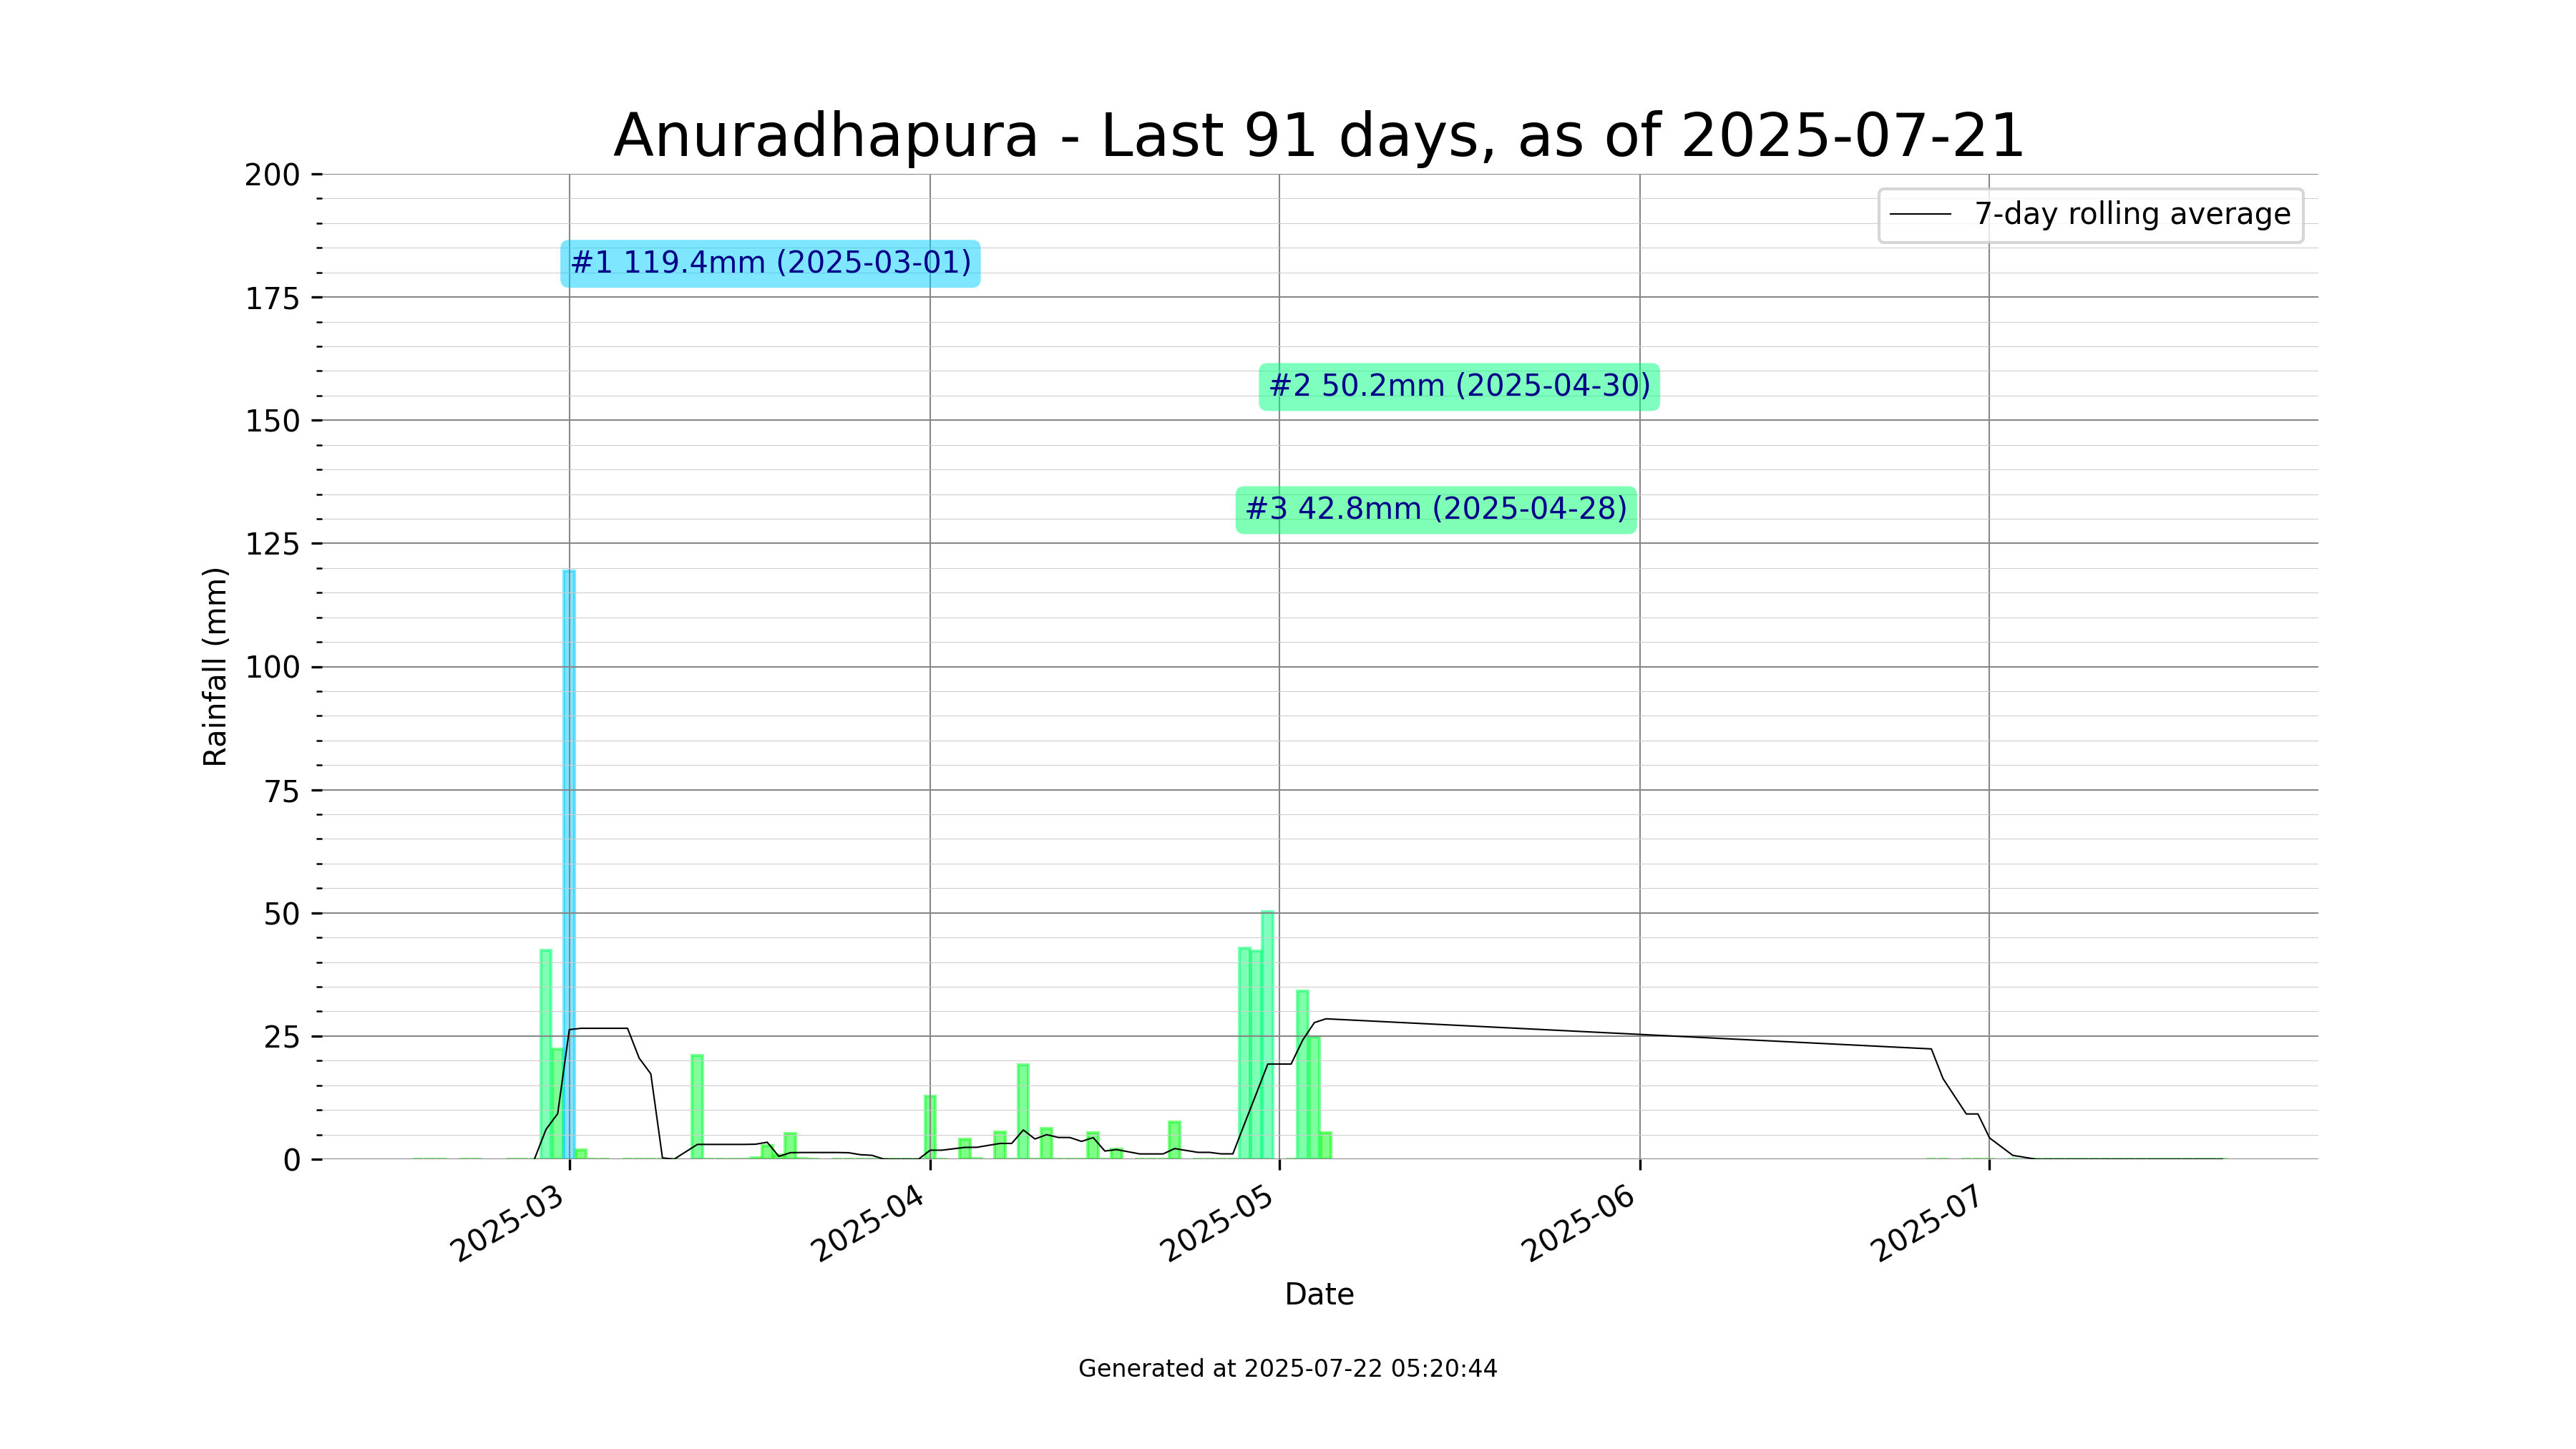 Anuradhapura - Last 91 days, as of 2025-07-21
200
175
150
125
100
75
50
25
0
Rainfall (mm)
7-day rolling average
#1 119.4mm (2025-03-01)
#2 50.2mm (2025-04-30)
#3 42.8mm (2025-04-28)
2025-03
2025-04
2025-05
2025-06
2025-07
Date
Generated at 2025-07-22 05:20:44